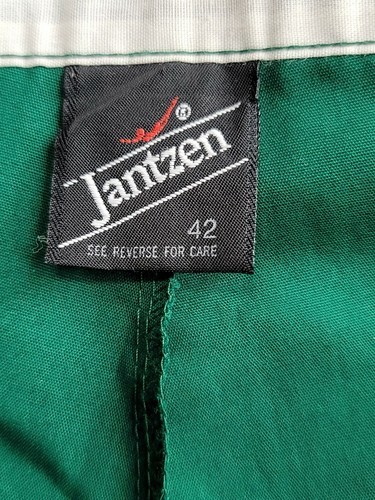 ®
Jantzen
42
SEE REVERSE FOR CARE